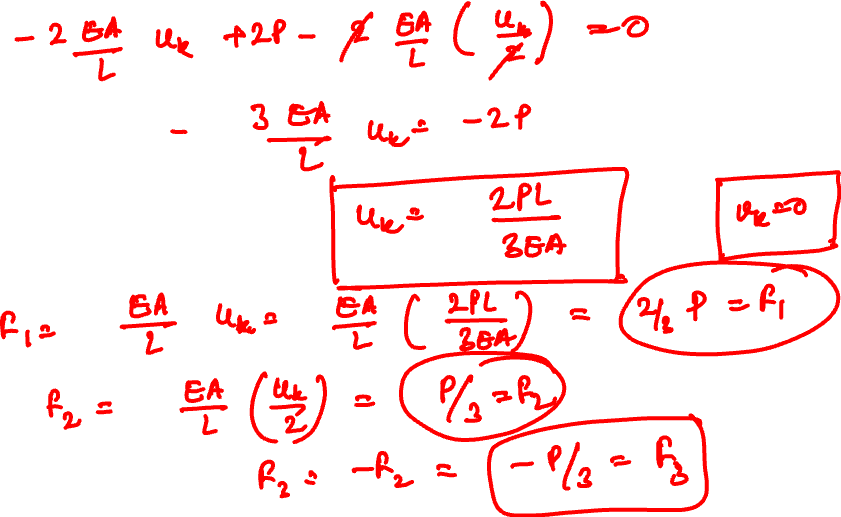 - 2 EA/L u_k + 2P - 2 EA/L (u_k/2) = 0
- 3 EA/L u_k = -2P
u_k = 2PL/3EA v_k = 0
F_1 = EA/L u_k = EA/L (2PL/3EA) = 2/3 P = F_1
F_2 = EA/L (u_k/2) = P/3 = F_2
F_3 = -F_2 = -P/3 = F_3